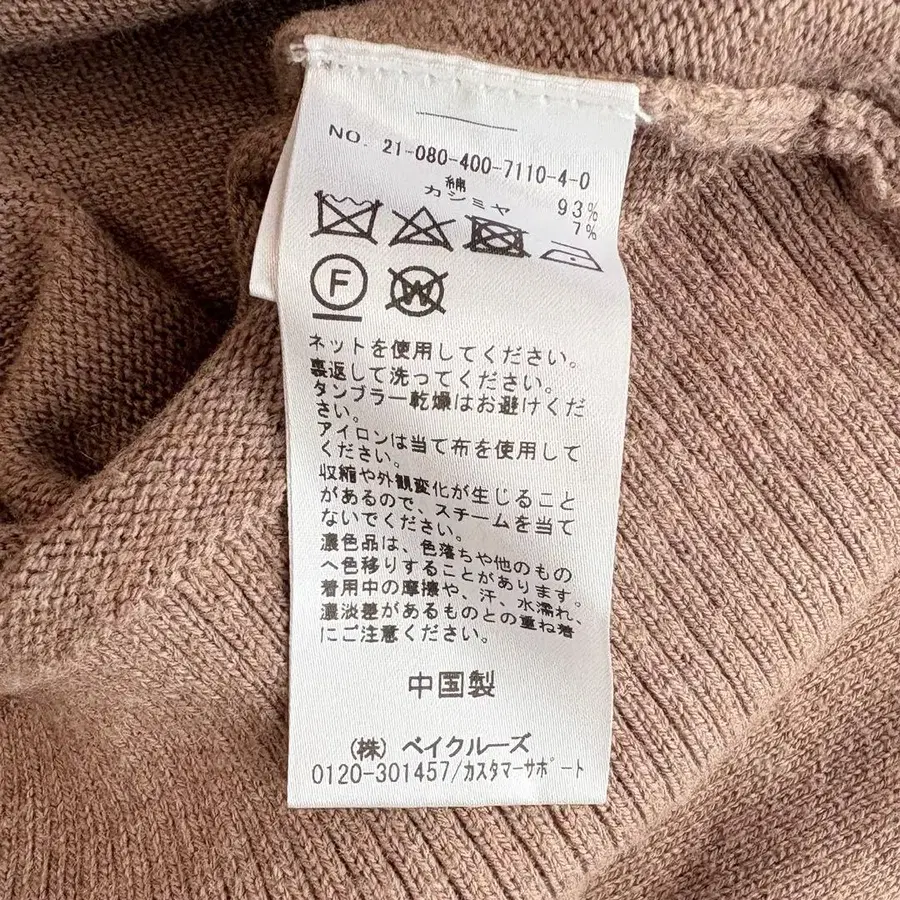 NO. 21-080-400-7110-4-0
綿 93%
カシミヤ 7%
F W
ネットを使用してください。
裏返して洗ってください。
タンブラー乾燥はお避けくだ
さい。
アイロンは当て布を使用して
ください。
収縮や外観変化が生じること
があるので、スチームを当て
ないでください。
濃色品は、色落ちや他のもの
へ色移りすることがあります。
着用中の摩擦や、汗、水濡れ、
濃淡差があるものとの重ね着
にご注意ください。
中国製
(株) ベイクルーズ
0120-301457/カスタマーサポート